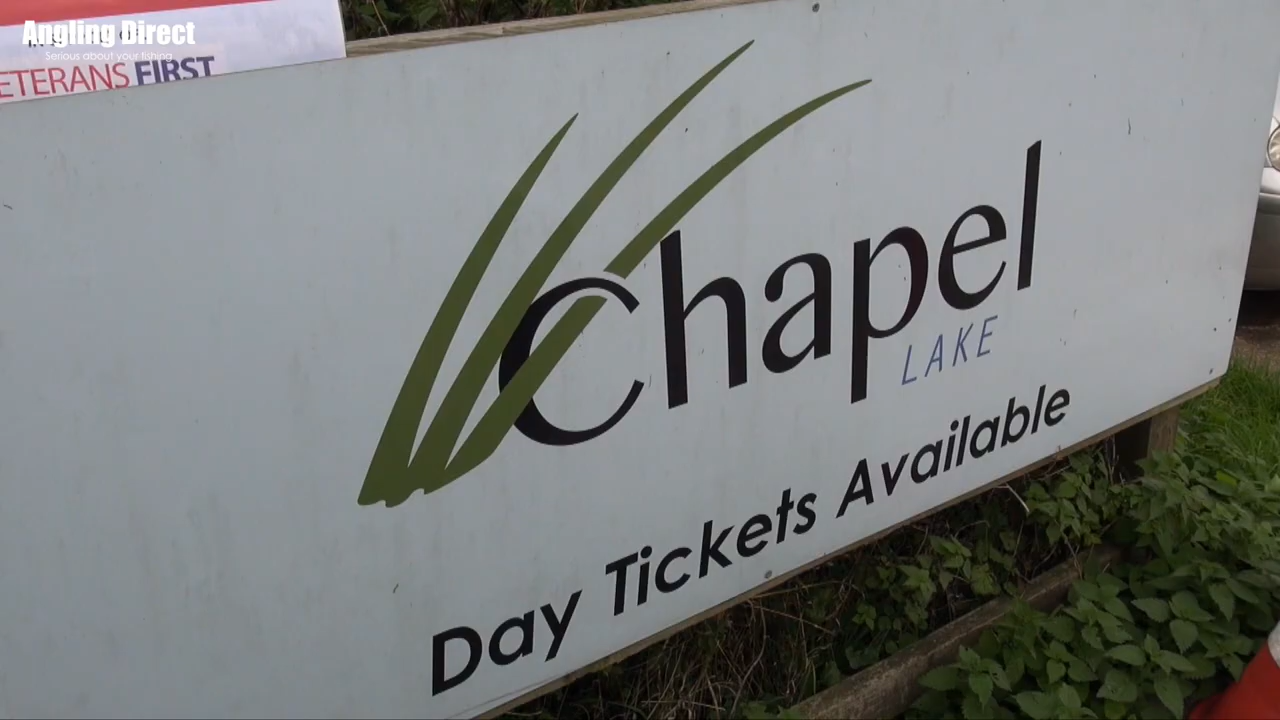 Angling Direct
Serious about your fishing
ETERANS FIRST
Chapel
LAKE
Day Tickets Available